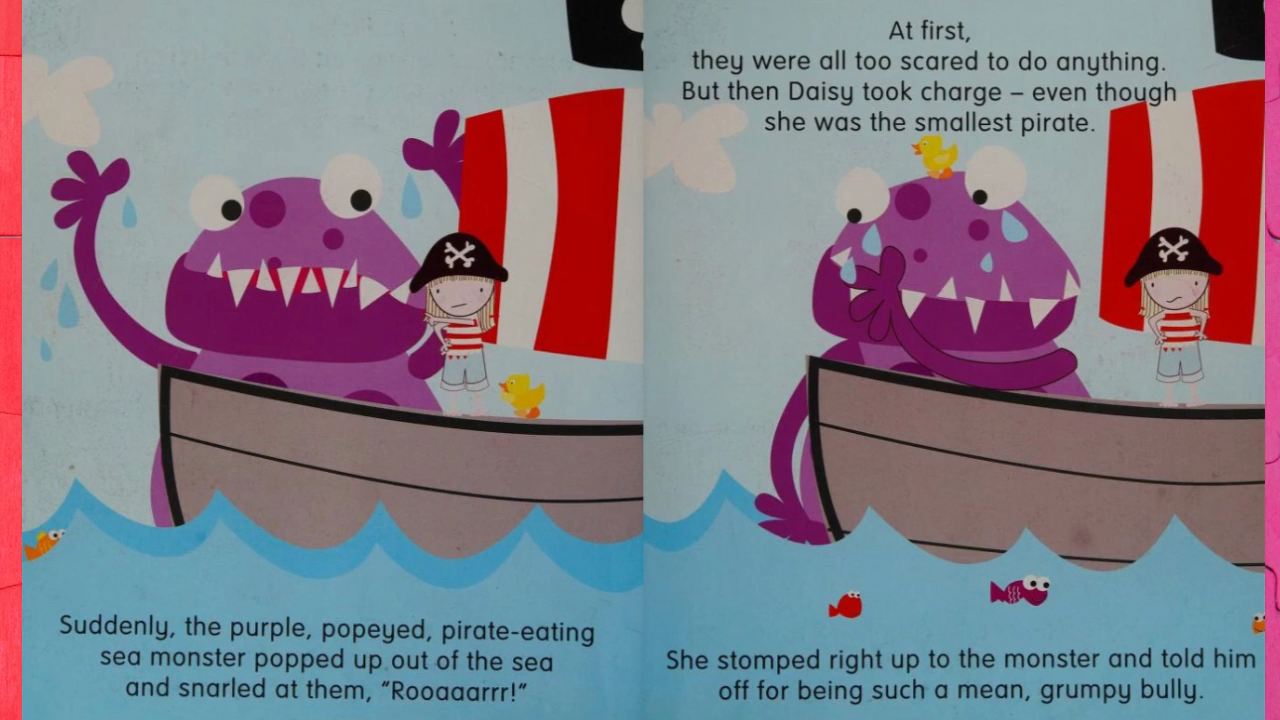 Suddenly, the purple, popeyed, pirate-eating
sea monster popped up out of the sea
and snarled at them, “Rooaaarrr!”
At first,
they were all too scared to do anything.
But then Daisy took charge – even though
she was the smallest pirate.
She stomped right up to the monster and told him
off for being such a mean, grumpy bully.